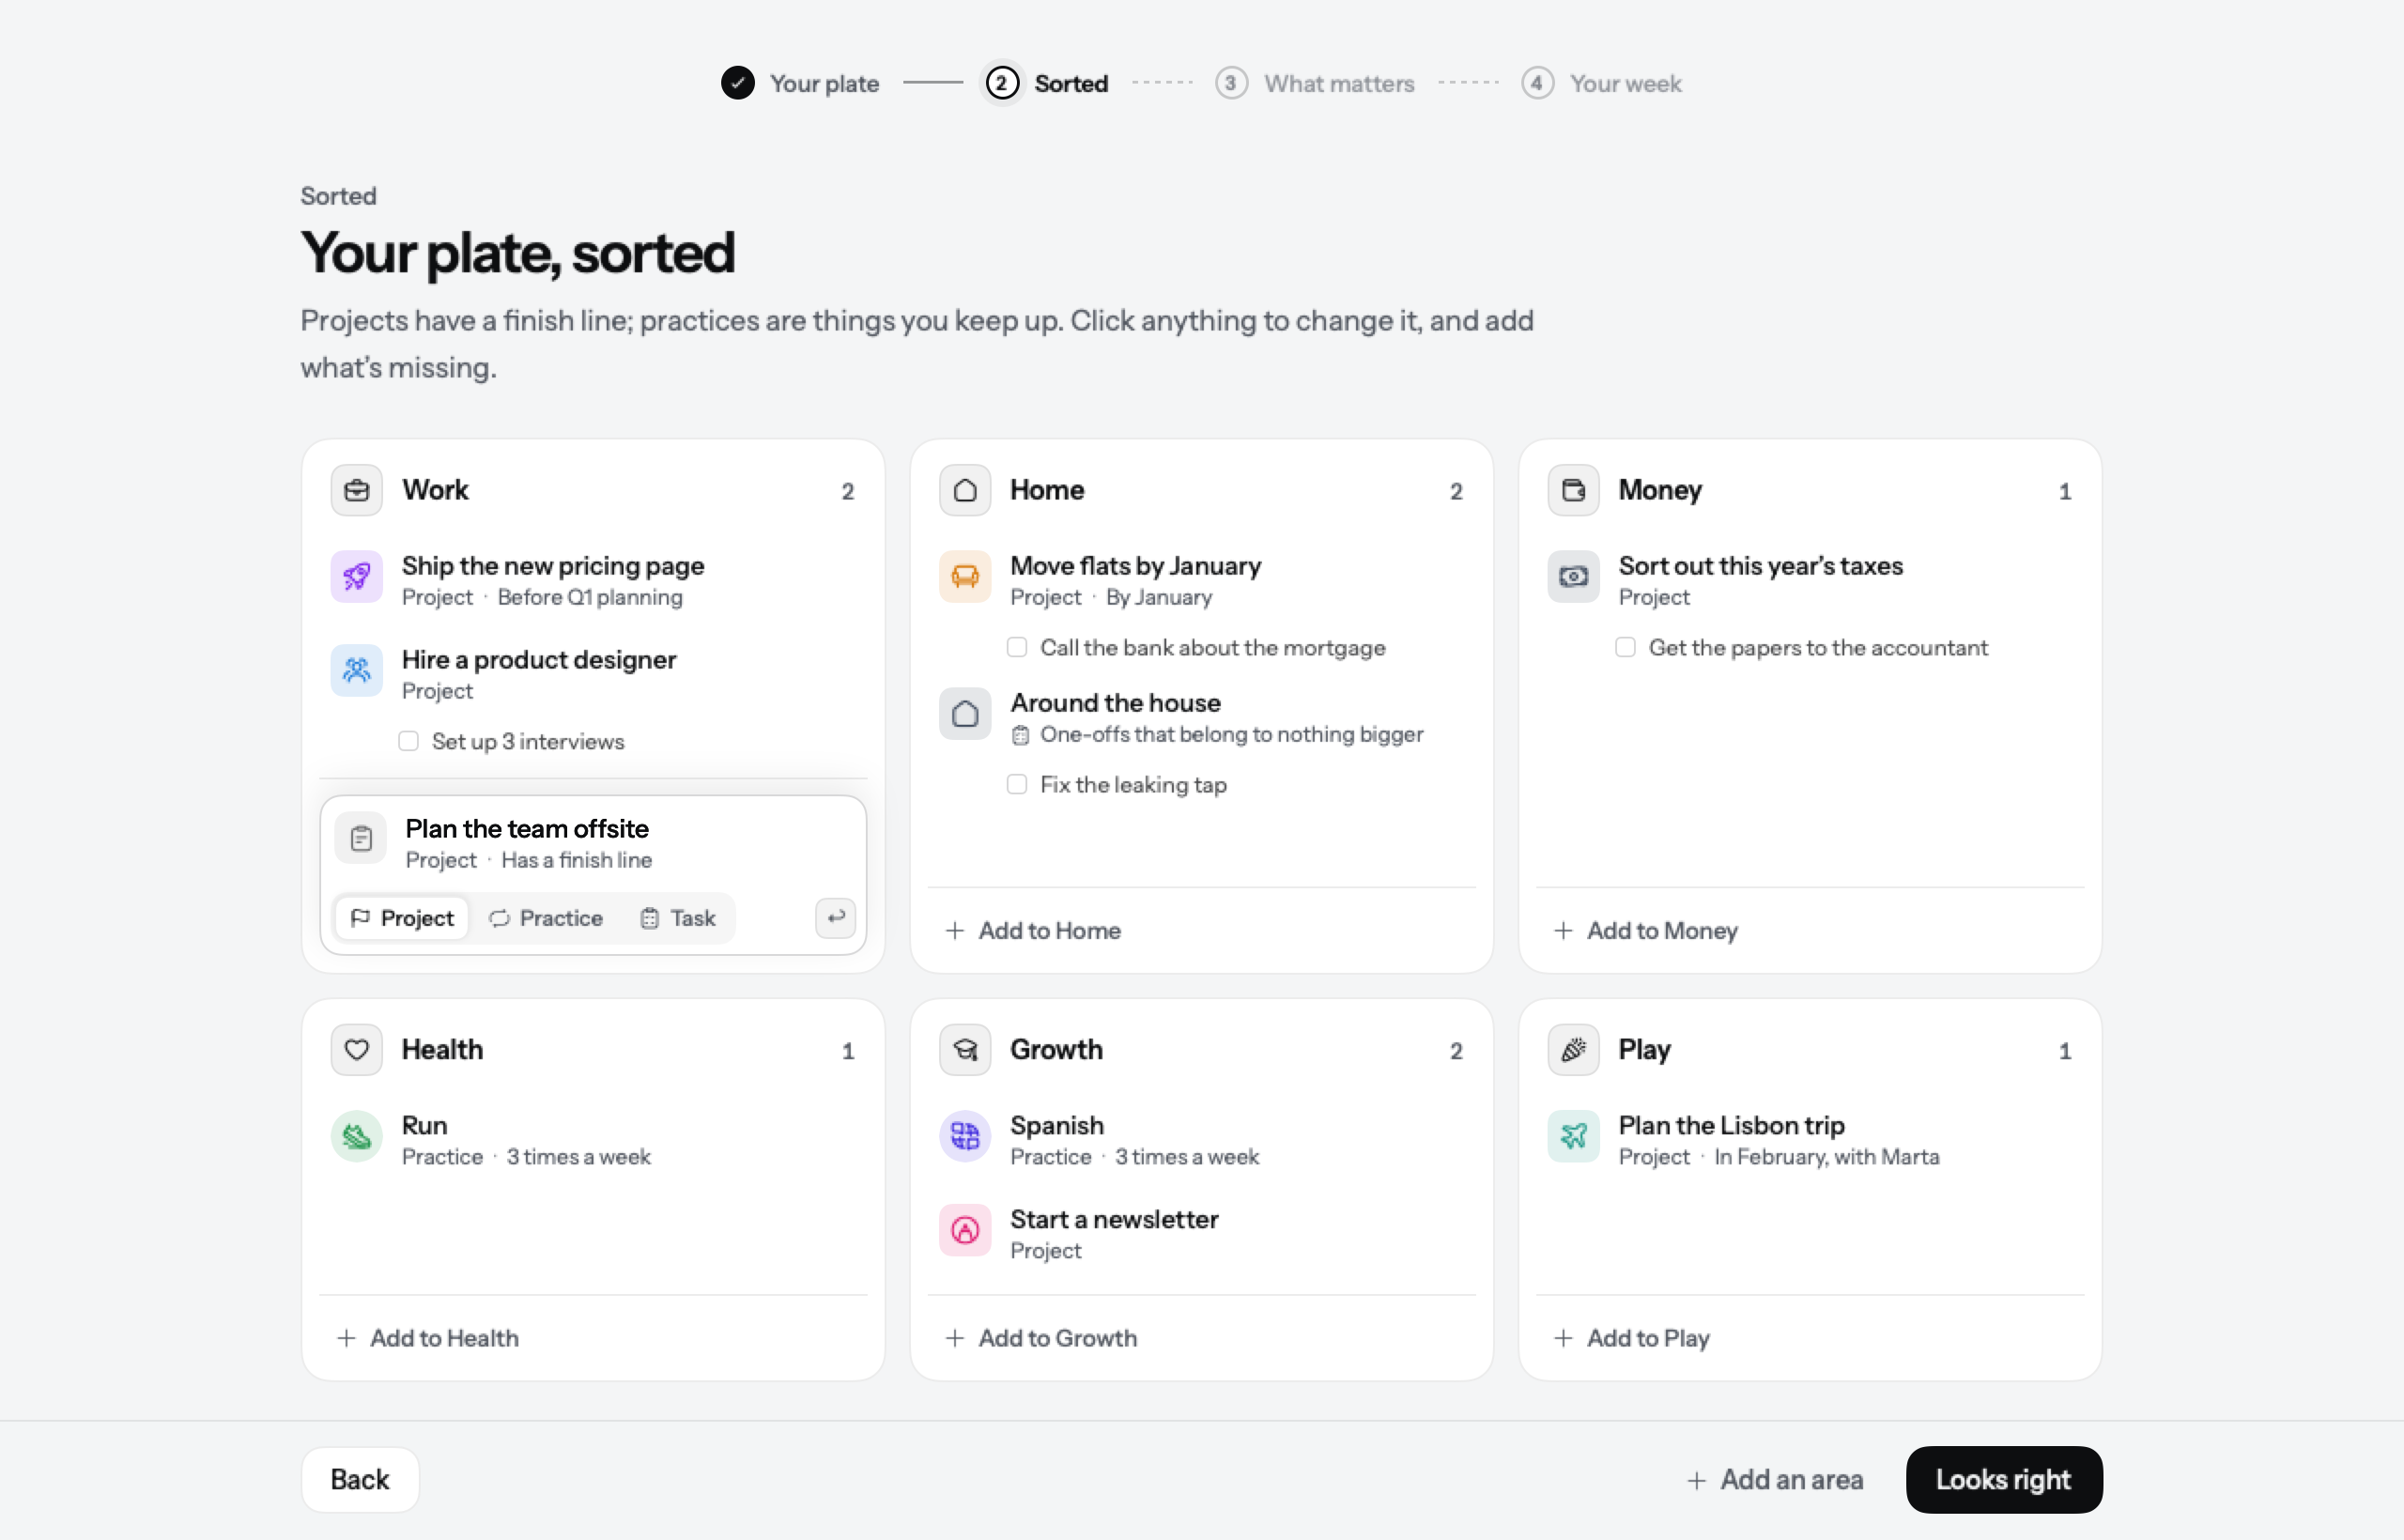 Your plate
2 Sorted
3 What matters
4 Your week
Sorted
Your plate, sorted
Projects have a finish line; practices are things you keep up. Click anything to change it, and add
what's missing.
Work 2
Ship the new pricing page
Project · Before Q1 planning
Hire a product designer
Project
Set up 3 interviews
Plan the team offsite
Project · Has a finish line
Project Practice Task
Home 2
Move flats by January
Project · By January
Call the bank about the mortgage
Around the house
One-offs that belong to nothing bigger
Fix the leaking tap
+ Add to Home
Money 1
Sort out this year's taxes
Project
Get the papers to the accountant
+ Add to Money
Health 1
Run
Practice · 3 times a week
+ Add to Health
Growth 2
Spanish
Practice · 3 times a week
Start a newsletter
Project
+ Add to Growth
Play 1
Plan the Lisbon trip
Project · In February, with Marta
+ Add to Play
Back
+ Add an area
Looks right